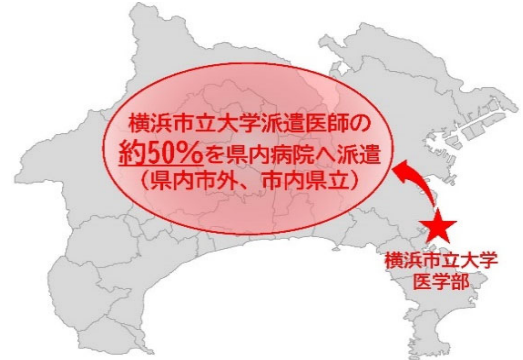 横浜市立大学派遣医師の
約50%を県内病院へ派遣
（県内市外、市内県立）
横浜市立大学
医学部